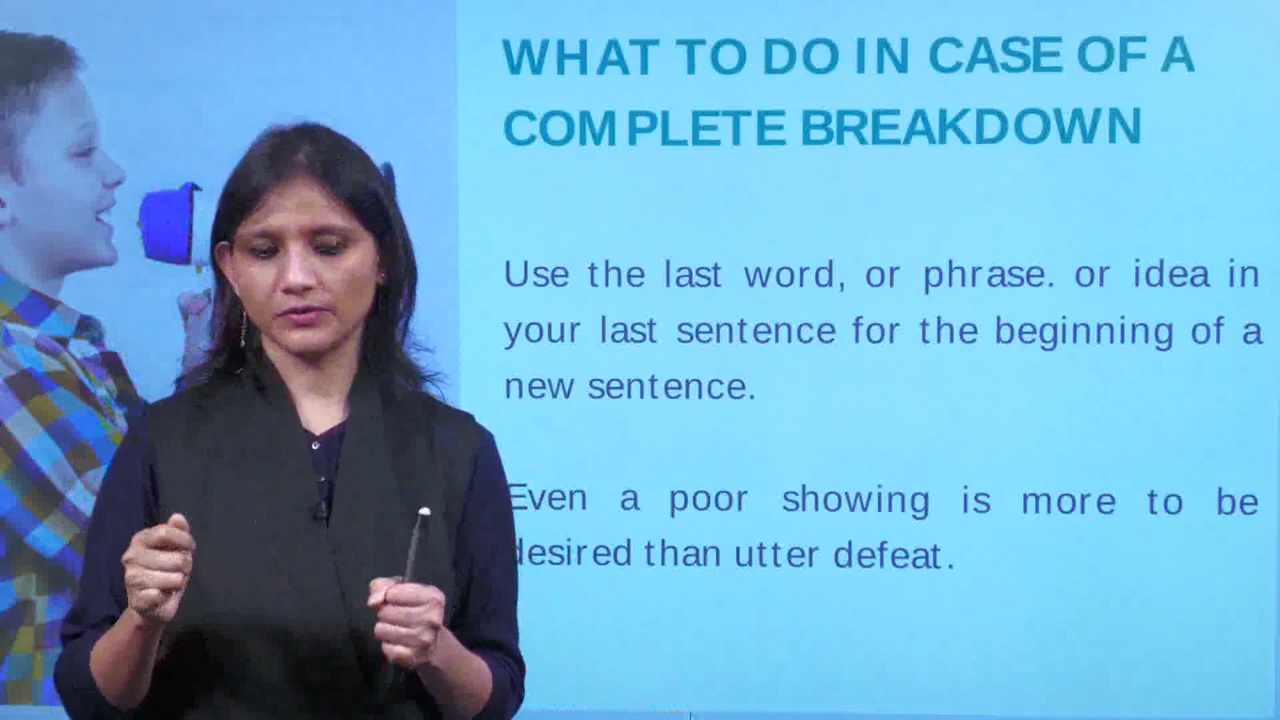 WHAT TO DO IN CASE OF A
COMPLETE BREAKDOWN
Use the last word, or phrase. or idea in
your last sentence for the beginning of a
new sentence.
Even a poor showing is more to be
desired than utter defeat.